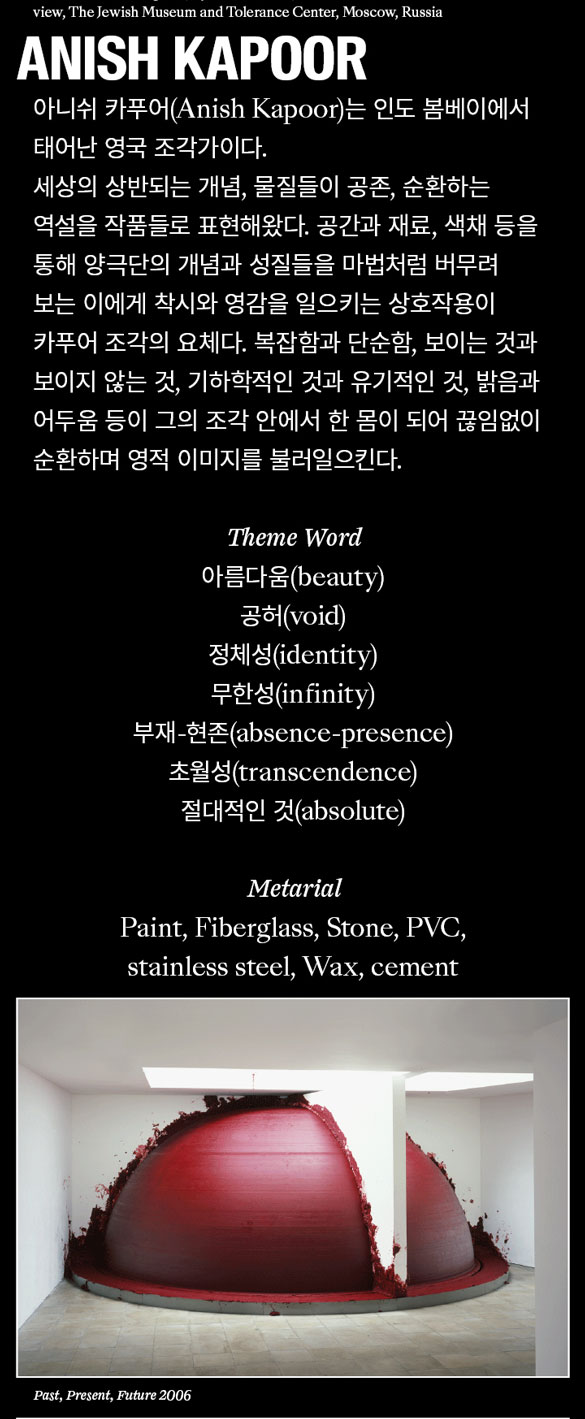 view, The Jewish Museum and Tolerance Center, Moscow, Russia
ANISH KAPOOR
아니쉬 카푸어(Anish Kapoor)는 인도 봄베이에서
태어난 영국 조각가이다.
세상의 상반되는 개념, 물질들이 공존, 순환하는
역설을 작품들로 표현해왔다. 공간과 재료, 색채 등을
통해 양극단의 개념과 성질들을 마법처럼 버무려
보는 이에게 착시와 영감을 일으키는 상호작용이
카푸어 조각의 요체다. 복잡함과 단순함, 보이는 것과
보이지 않는 것, 기하학적인 것과 유기적인 것, 밝음과
어두움 등이 그의 조각 안에서 한 몸이 되어 끊임없이
순환하며 영적 이미지를 불러일으킨다.
Theme Word
아름다움(beauty)
공허(void)
정체성(identity)
무한성(infinity)
부재-현존(absence-presence)
초월성(transcendence)
절대적인 것(absolute)
Metarial
Paint, Fiberglass, Stone, PVC,
stainless steel, Wax, cement
Past, Present, Future 2006